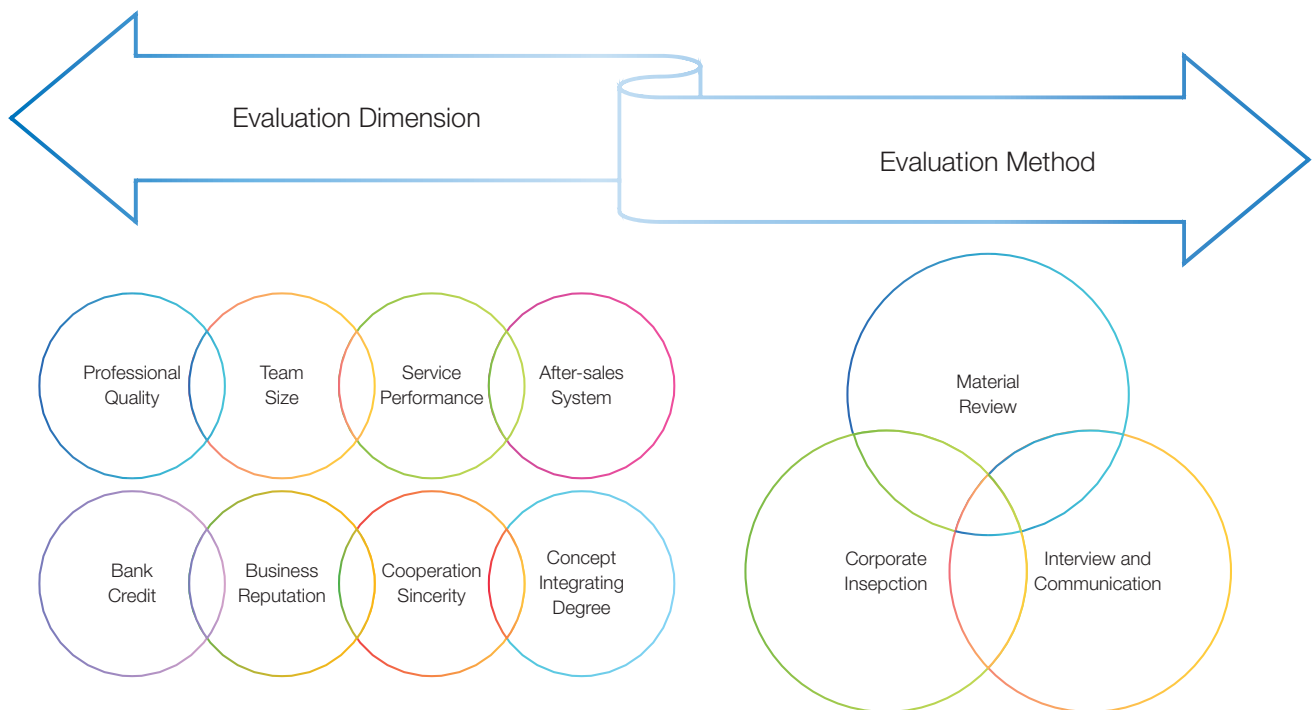 Evaluation Dimension
Evaluation Method
Professional
Quality
Team
Size
Service
Performance
After-sales
System
Bank
Credit
Business
Reputation
Cooperation
Sincerity
Concept
Integrating
Degree
Material
Review
Corporate
Insepction
Interview and
Communication